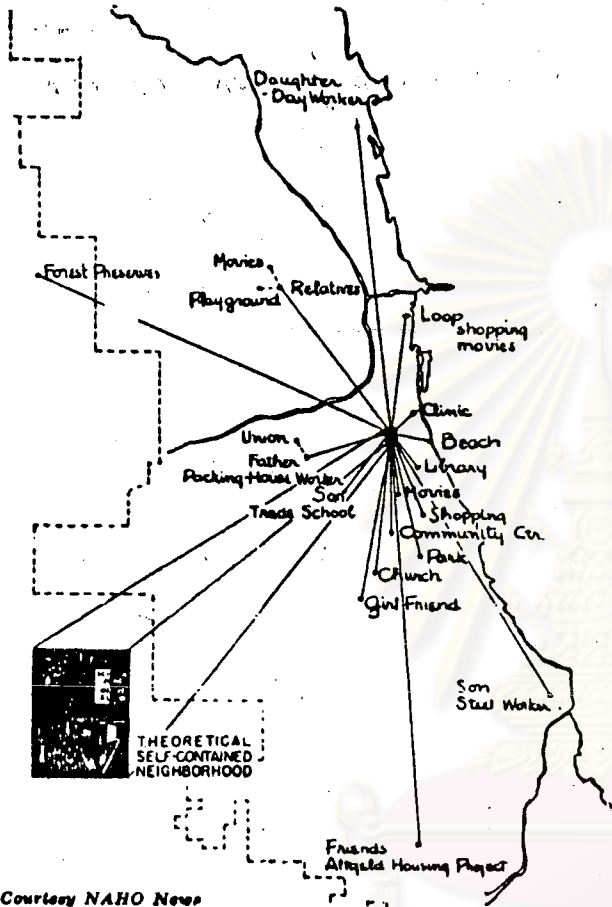 Daughter
Day Worker
Forest Preserves
Movies
Playground
Relatives
Loop
shopping
movies
Clinic
Beach
Library
Movies
Shopping
Community Ctr.
Park
Church
Girl Friend
Union
Father
Packing-House Worker
Son
Trade School
Son
Steel Worker
THEORETICAL
SELF-CONTAINED
NEIGHBORHOOD
Friends
Altgeld Housing Project
Courtesy NAHO News